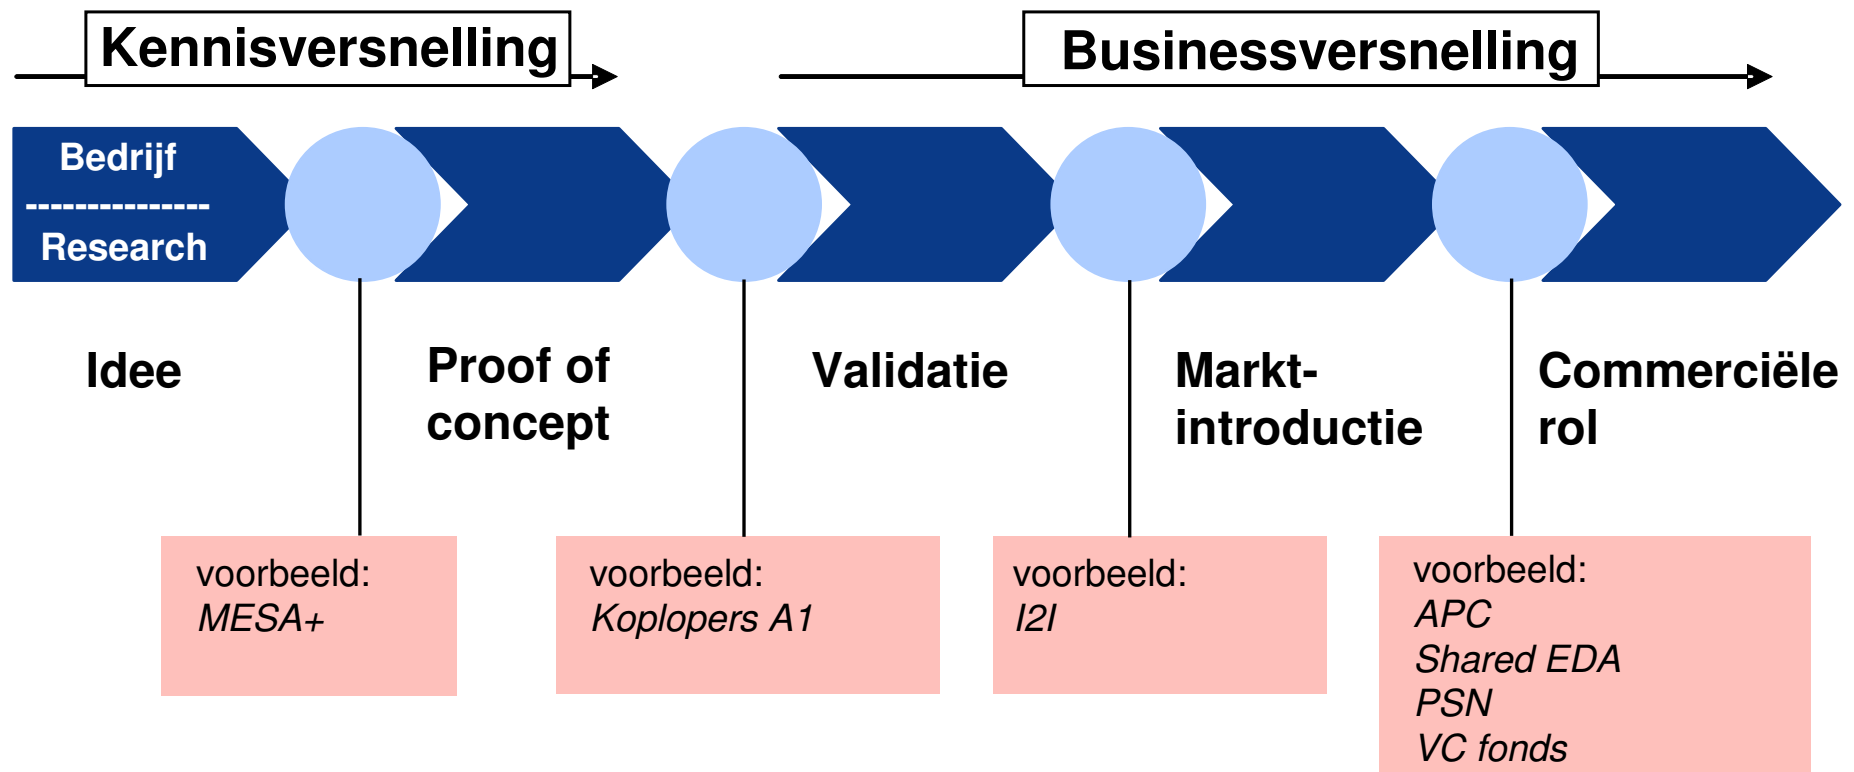 Kennisversnelling
Businessversnelling
Bedrijf
---------------
Research
Idee
Proof of
concept
Validatie
Markt-
introductie
Commerciële
rol
voorbeeld:
MESA+
voorbeeld:
Koplopers A1
voorbeeld:
I2I
voorbeeld:
APC
Shared EDA
PSN
VC fonds